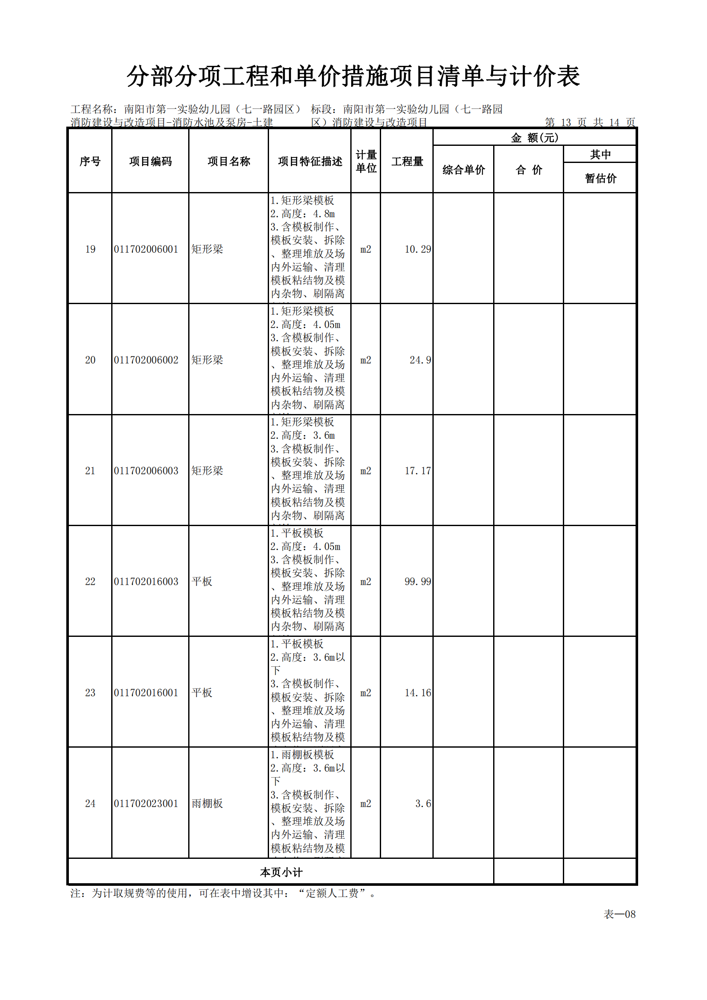 分部分项工程和单价措施项目清单与计价表
工程名称：南阳市第一实验幼儿园（七一路园区）消防建设与改造项目-消防水池及泵房-土建
标段：南阳市第一实验幼儿园（七一路园区）消防建设与改造项目
第 13 页 共 14 页
序号 项目编码 项目名称 项目特征描述 计量单位 工程量 金 额(元)
综合单价 合 价 其中
暂估价
19 011702006001 矩形梁
1.矩形梁模板
2.高度：4.8m
3.含模板制作、
模板安装、拆除
、整理堆放及场
内外运输、清理
模板粘结物及模
内杂物、刷隔离
m2 10.29
20 011702006002 矩形梁
1.矩形梁模板
2.高度：4.05m
3.含模板制作、
模板安装、拆除
、整理堆放及场
内外运输、清理
模板粘结物及模
内杂物、刷隔离
m2 24.9
21 011702006003 矩形梁
1.矩形梁模板
2.高度：3.6m
3.含模板制作、
模板安装、拆除
、整理堆放及场
内外运输、清理
模板粘结物及模
内杂物、刷隔离
m2 17.17
22 011702016003 平板
1.平板模板
2.高度：4.05m
3.含模板制作、
模板安装、拆除
、整理堆放及场
内外运输、清理
模板粘结物及模
内杂物、刷隔离
m2 99.99
23 011702016001 平板
1.平板模板
2.高度：3.6m以
下
3.含模板制作、
模板安装、拆除
、整理堆放及场
内外运输、清理
模板粘结物及模
m2 14.16
24 011702023001 雨棚板
1.雨棚板模板
2.高度：3.6m以
下
3.含模板制作、
模板安装、拆除
、整理堆放及场
内外运输、清理
模板粘结物及模
m2 3.6
本页小计
注：为计取规费等的使用，可在表中增设其中：“定额人工费”。
表—08